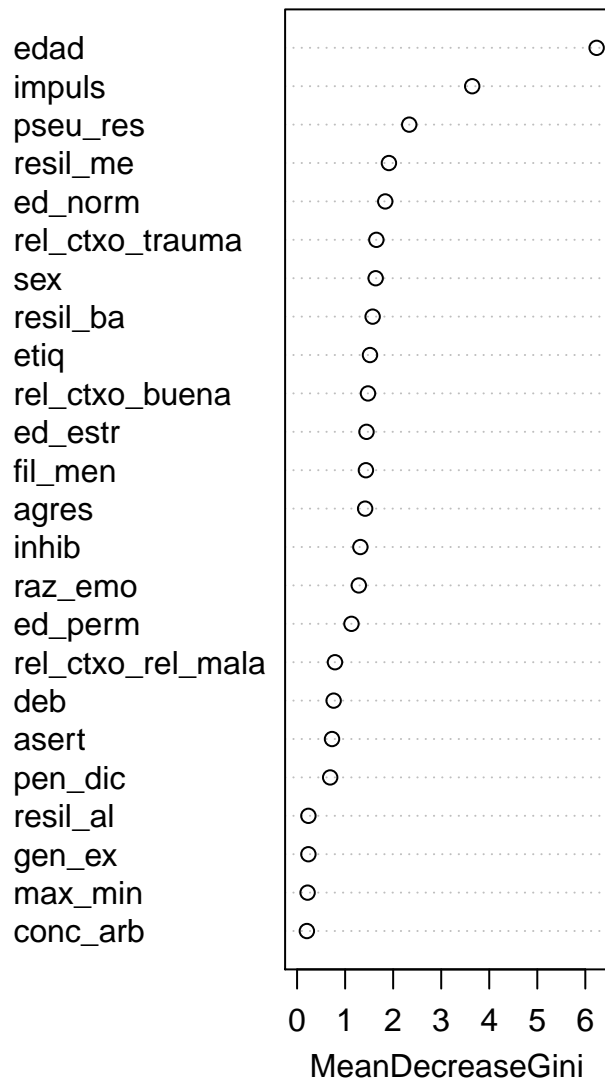 edad
impuls
pseu_res
resil_me
ed_norm
rel_ctxo_trauma
sex
resil_ba
etiq
rel_ctxo_buena
ed_estr
fil_men
agres
inhib
raz_emo
ed_perm
rel_ctxo_rel_mala
deb
asert
pen_dic
resil_al
gen_ex
max_min
conc_arb
0 1 2 3 4 5 6
MeanDecreaseGini